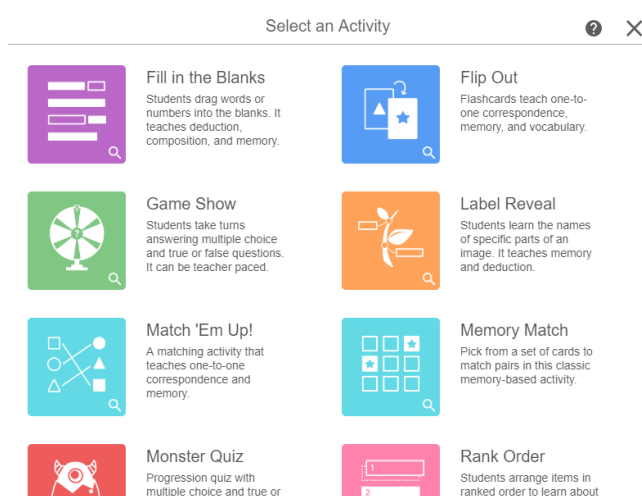 Select an Activity
Fill in the Blanks
Students drag words or
numbers into the blanks. It
teaches deduction,
composition, and memory.
Flip Out
Flashcards teach one-to-
one correspondence,
memory, and vocabulary.
Game Show
Students take turns
answering multiple choice
and true or false questions.
It can be teacher paced.
Label Reveal
Students learn the names
of specific parts of an
image. It teaches memory
and deduction.
Match 'Em Up!
A matching activity that
teaches one-to-one
correspondence and
memory.
Memory Match
Pick from a set of cards to
match pairs in this classic
memory-based activity.
Monster Quiz
Progression quiz with
multiple choice and true or
1
2
Rank Order
Students arrange items in
ranked order to learn about